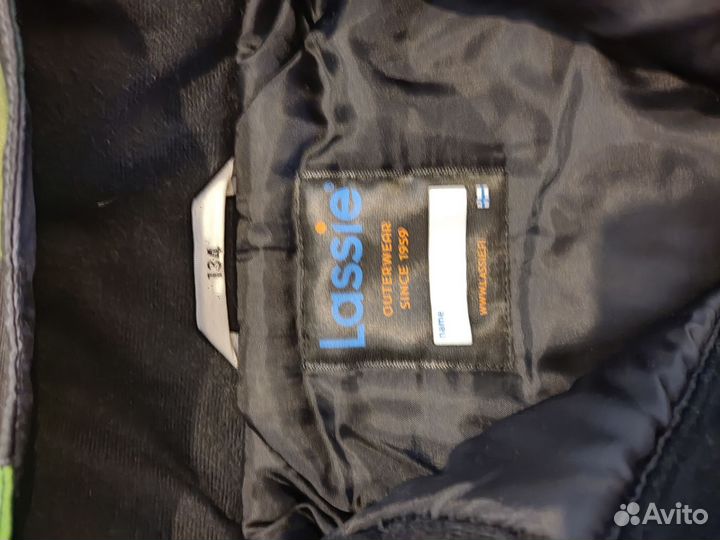 134
Lassie®
OUTERWEAR
SINCE 1959
name
WWW.LASSIE.FI
Avito